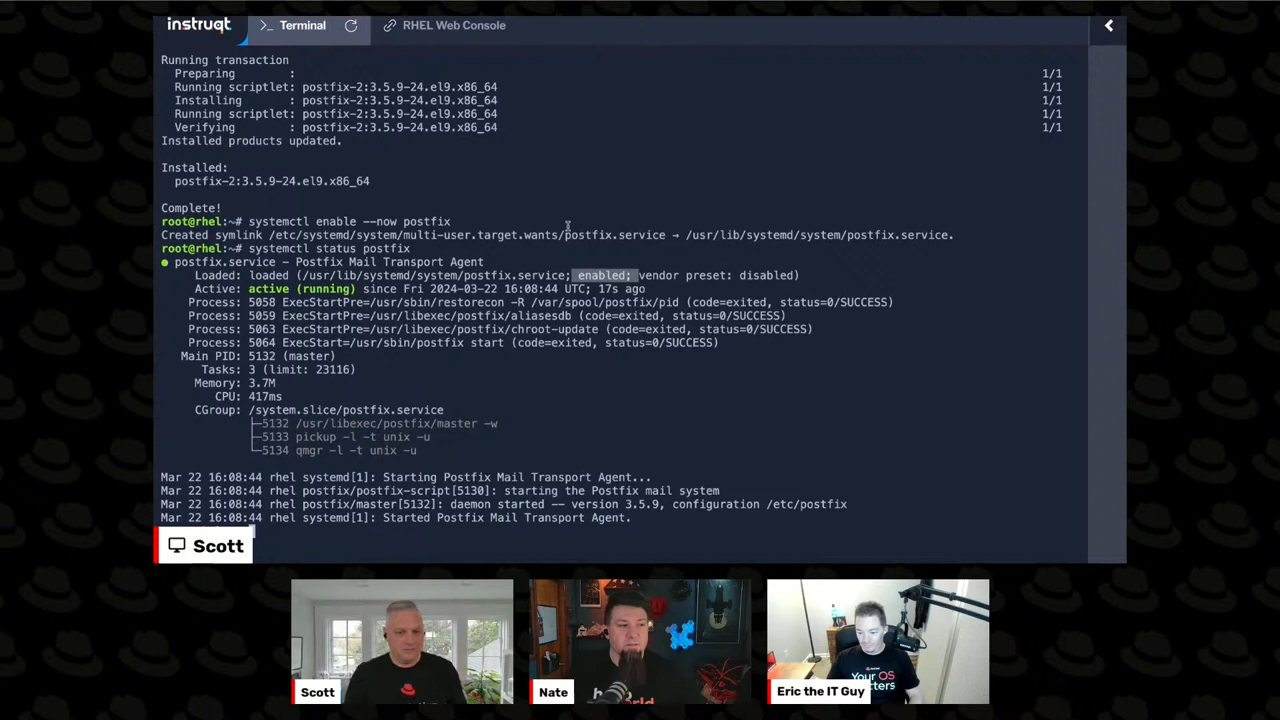 instruqt
>_ Terminal
RHEL Web Console
Running transaction
Preparing : 1/1
Running scriptlet: postfix-2:3.5.9-24.el9.x86_64 1/1
Installing : postfix-2:3.5.9-24.el9.x86_64 1/1
Running scriptlet: postfix-2:3.5.9-24.el9.x86_64 1/1
Verifying : postfix-2:3.5.9-24.el9.x86_64 1/1
Installed products updated.
Installed:
postfix-2:3.5.9-24.el9.x86_64
Complete!
root@rhel:~# systemctl enable --now postfix
Created symlink /etc/systemd/system/multi-user.target.wants/postfix.service → /usr/lib/systemd/system/postfix.service.
root@rhel:~# systemctl status postfix
● postfix.service - Postfix Mail Transport Agent
Loaded: loaded (/usr/lib/systemd/system/postfix.service; enabled; vendor preset: disabled)
Active: active (running) since Fri 2024-03-22 16:08:44 UTC; 17s ago
Process: 5058 ExecStartPre=/usr/sbin/restorecon -R /var/spool/postfix/pid (code=exited, status=0/SUCCESS)
Process: 5059 ExecStartPre=/usr/libexec/postfix/aliasesdb (code=exited, status=0/SUCCESS)
Process: 5063 ExecStartPre=/usr/libexec/postfix/chroot-update (code=exited, status=0/SUCCESS)
Process: 5064 ExecStart=/usr/sbin/postfix start (code=exited, status=0/SUCCESS)
Main PID: 5132 (master)
Tasks: 3 (limit: 23116)
Memory: 3.7M
CPU: 417ms
CGroup: /system.slice/postfix.service
├─5132 /usr/libexec/postfix/master -w
├─5133 pickup -l -t unix -u
└─5134 qmgr -l -t unix -u
Mar 22 16:08:44 rhel systemd[1]: Starting Postfix Mail Transport Agent...
Mar 22 16:08:44 rhel postfix/postfix-script[5130]: starting the Postfix mail system
Mar 22 16:08:44 rhel postfix/master[5132]: daemon started -- version 3.5.9, configuration /etc/postfix
Mar 22 16:08:44 rhel systemd[1]: Started Postfix Mail Transport Agent.
Scott
Your OS
Scott
Nate
Eric the IT Guy